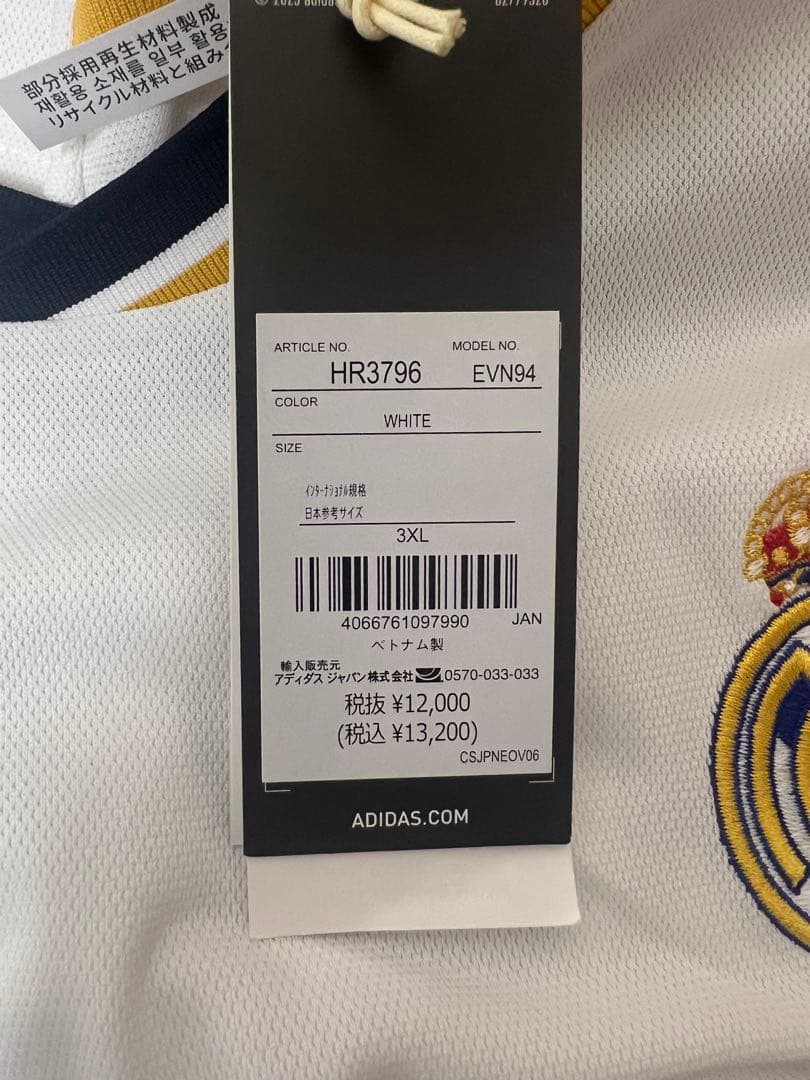 部分採用再生材料製成
재활용 소재를 일부 활용
リサイクル材料と組み
© 2023 adidas
ARTICLE NO.
MODEL NO.
HR3796
EVN94
COLOR
WHITE
SIZE
インターナショナル規格
日本参考サイズ
3XL
4066761097990
JAN
ベトナム製
輸入販売元
アディダス ジャパン株式会社 0570-033-033
税抜 ¥12,000
(税込 ¥13,200)
CSJPNEOV06
ADIDAS.COM